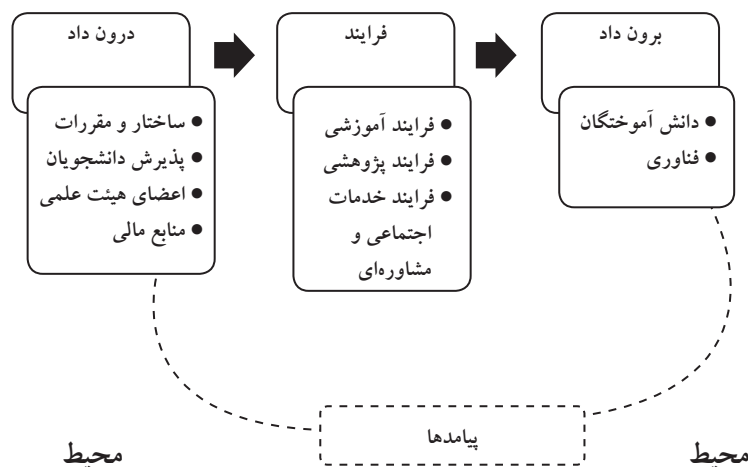 درون داد
● ساختار و مقررات
● پذیرش دانشجویان
● اعضای هیئت علمی
● منابع مالی
فرایند
● فرایند آموزشی
● فرایند پژوهشی
● فرایند خدمات
اجتماعی و
مشاوره‌ای
برون داد
● دانش آموختگان
● فناوری
پیامدها
محیط
محیط